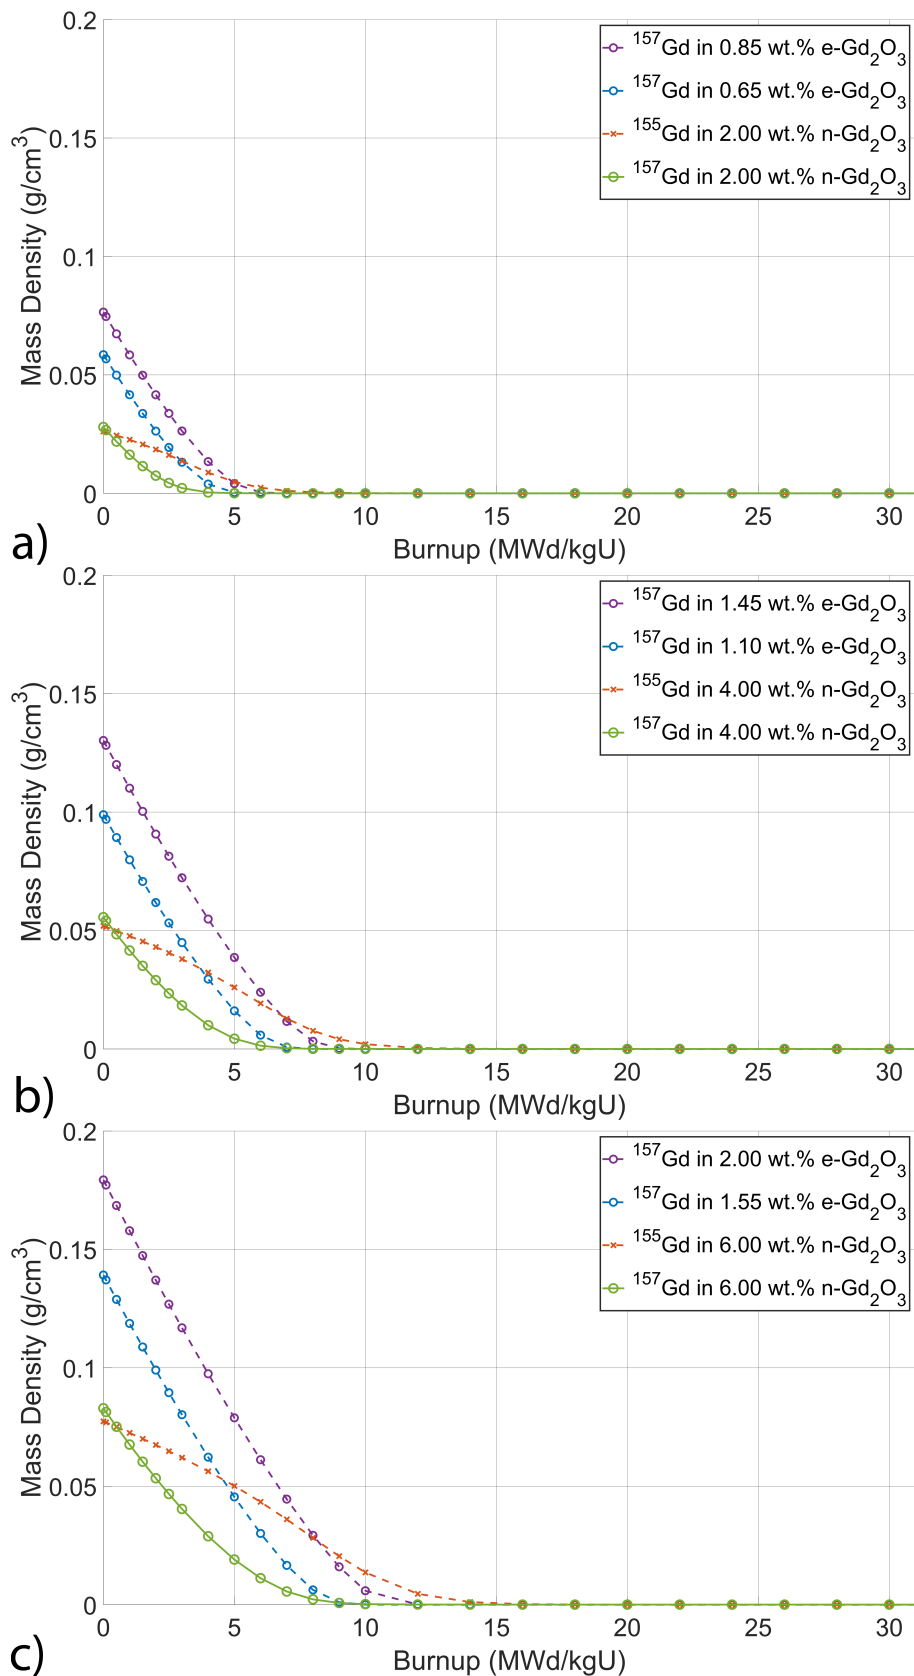 0.2
0.15
0.1
0.05
0
Mass Density (g/cm³)
¹⁵⁷Gd in 0.85 wt.% e-Gd₂O₃
¹⁵⁷Gd in 0.65 wt.% e-Gd₂O₃
¹⁵⁵Gd in 2.00 wt.% n-Gd₂O₃
¹⁵⁷Gd in 2.00 wt.% n-Gd₂O₃
0 5 10 15 20 25 30
Burnup (MWd/kgU)
a)
0.2
0.15
0.1
0.05
0
Mass Density (g/cm³)
¹⁵⁷Gd in 1.45 wt.% e-Gd₂O₃
¹⁵⁷Gd in 1.10 wt.% e-Gd₂O₃
¹⁵⁵Gd in 4.00 wt.% n-Gd₂O₃
¹⁵⁷Gd in 4.00 wt.% n-Gd₂O₃
0 5 10 15 20 25 30
Burnup (MWd/kgU)
b)
0.2
0.15
0.1
0.05
0
Mass Density (g/cm³)
¹⁵⁷Gd in 2.00 wt.% e-Gd₂O₃
¹⁵⁷Gd in 1.55 wt.% e-Gd₂O₃
¹⁵⁵Gd in 6.00 wt.% n-Gd₂O₃
¹⁵⁷Gd in 6.00 wt.% n-Gd₂O₃
0 5 10 15 20 25 30
Burnup (MWd/kgU)
c)